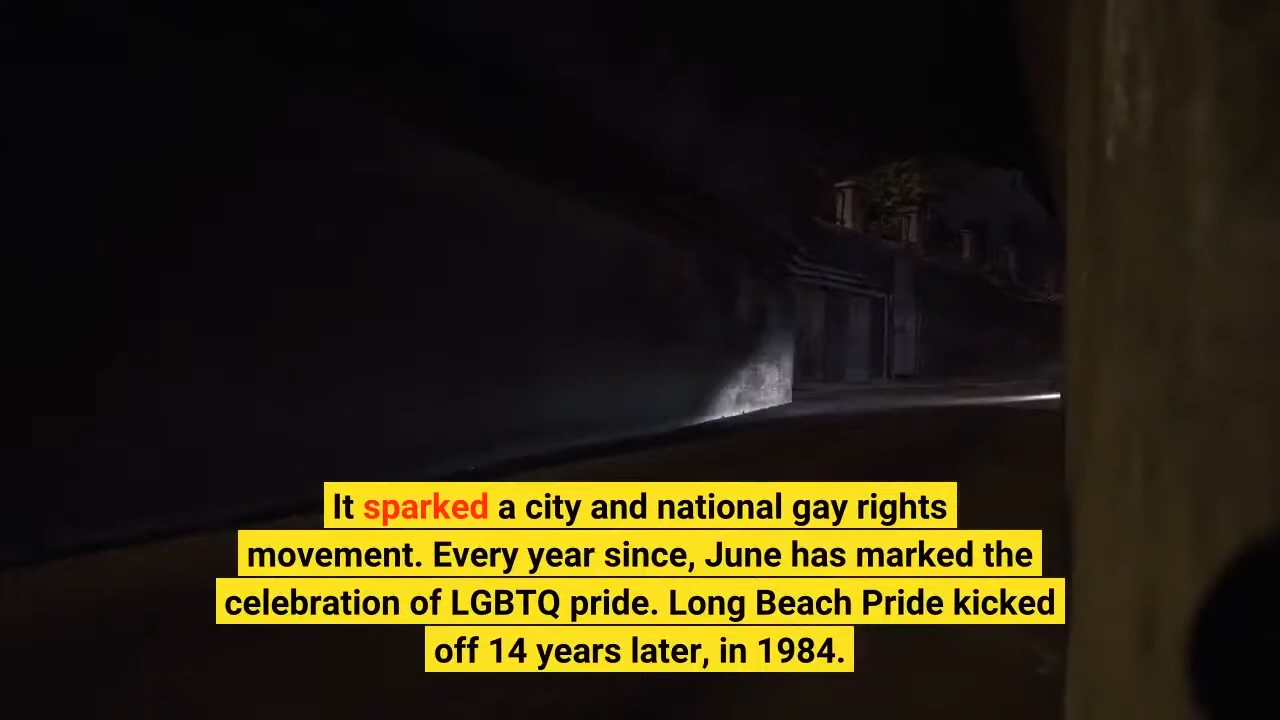 It sparked a city and national gay rights
movement. Every year since, June has marked the
celebration of LGBTQ pride. Long Beach Pride kicked
off 14 years later, in 1984.